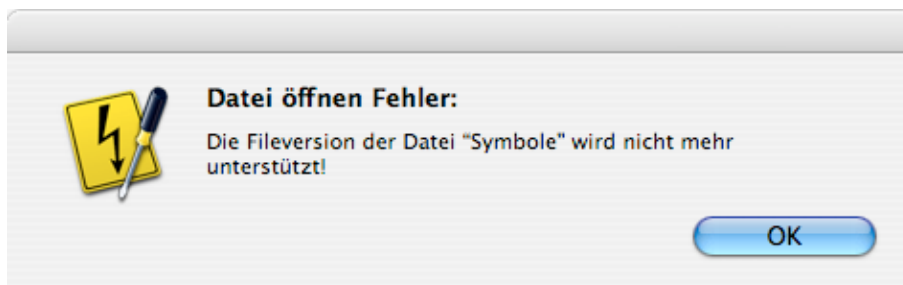 Datei öffnen Fehler:
Die Fileversion der Datei “Symbole” wird nicht mehr
unterstützt!
OK